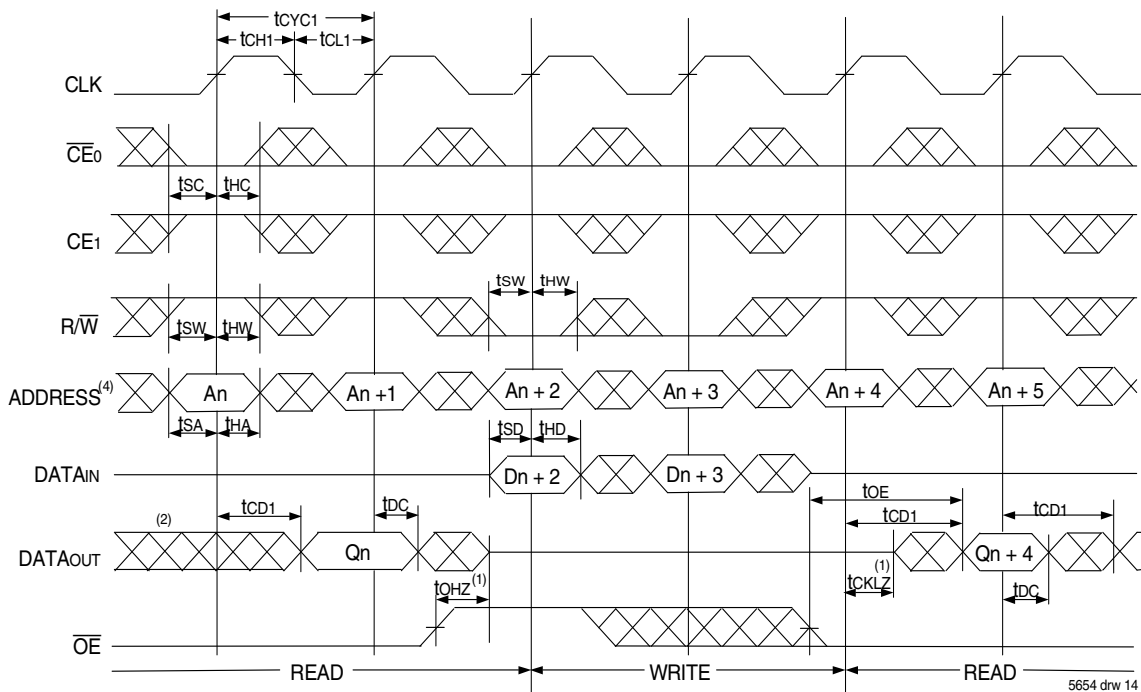 tCYC1
tCH1 tCL1
CLK
CE0
tSC tHC
CE1
tSW tHW
R/W
tSW tHW
ADDRESS(4) An An +1 An + 2 An + 3 An + 4 An + 5
tSA tHA tSD tHD
DATAIN Dn + 2 Dn + 3
tOE
(2) tCD1 tDC tCD1 tCD1
DATAOUT Qn Qn + 4
tOHZ(1) tCKLZ(1) tDC
OE
READ WRITE READ
5654 drw 14